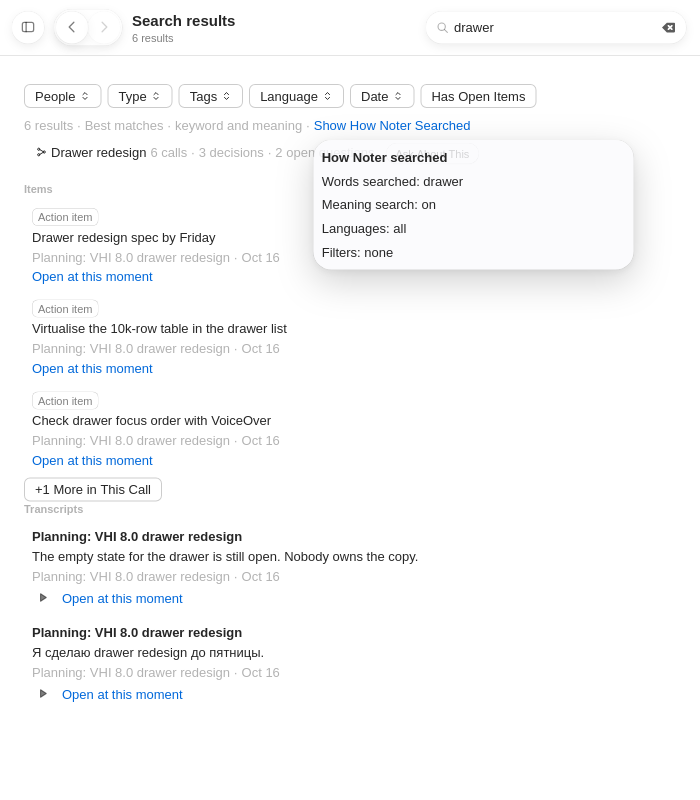 Search results
6 results
drawer
People Type Tags Language Date Has Open Items
6 results · Best matches · keyword and meaning · Show How Noter Searched
Drawer redesign 6 calls · 3 decisions · 2 open Ask About This
How Noter searched
Words searched: drawer
Meaning search: on
Languages: all
Filters: none
Items
Action item
Drawer redesign spec by Friday
Planning: VHI 8.0 drawer redesign · Oct 16
Open at this moment
Action item
Virtualise the 10k-row table in the drawer list
Planning: VHI 8.0 drawer redesign · Oct 16
Open at this moment
Action item
Check drawer focus order with VoiceOver
Planning: VHI 8.0 drawer redesign · Oct 16
Open at this moment
+1 More in This Call
Transcripts
Planning: VHI 8.0 drawer redesign
The empty state for the drawer is still open. Nobody owns the copy.
Planning: VHI 8.0 drawer redesign · Oct 16
Open at this moment
Planning: VHI 8.0 drawer redesign
Я сделаю drawer redesign до пятницы.
Planning: VHI 8.0 drawer redesign · Oct 16
Open at this moment